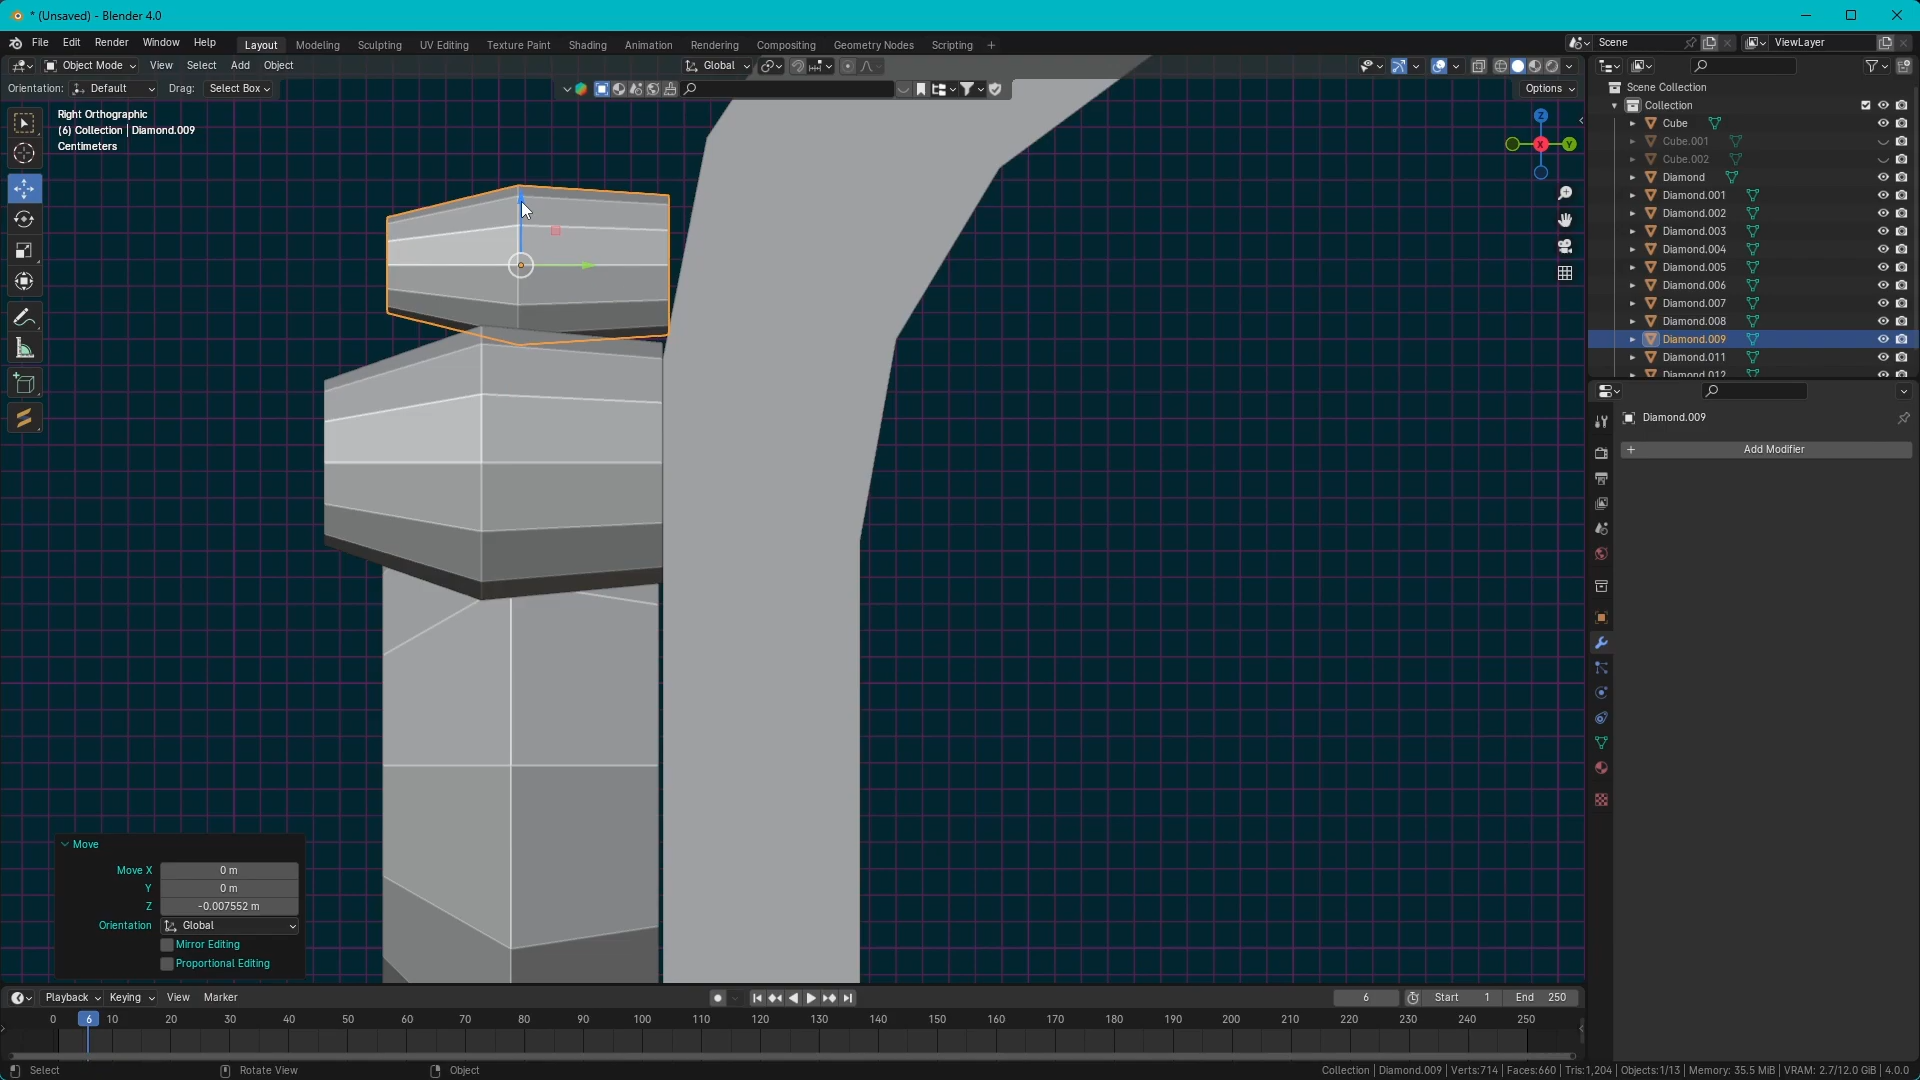 * (Unsaved) - Blender 4.0
File Edit Render Window Help Layout Modeling Sculpting UV Editing Texture Paint Shading Animation Rendering Compositing Geometry Nodes Scripting + Scene ViewLayer
Object Mode View Select Add Object Global
Orientation: Default Drag: Select Box Options
Right Orthographic
(6) Collection | Diamond.009
Centimeters
Z
Y
X
Scene Collection
Collection
Cube
Cube.001
Cube.002
Diamond
Diamond.001
Diamond.002
Diamond.003
Diamond.004
Diamond.005
Diamond.006
Diamond.007
Diamond.008
Diamond.009
Diamond.011
Diamond.012
Diamond.009
+ Add Modifier
Move
Move X 0 m
Y 0 m
Z -0.007552 m
Orientation Global
Mirror Editing
Proportional Editing
Playback Keying View Marker 6 Start 1 End 250
0 6 10 20 30 40 50 60 70 80 90 100 110 120 130 140 150 160 170 180 190 200 210 220 230 240 250
Select Rotate View Object Collection | Diamond.009 | Verts:714 | Faces:660 | Tris:1,204 | Objects:1/13 | Memory: 35.5 MiB | VRAM: 2.7/12.0 GiB | 4.0.0